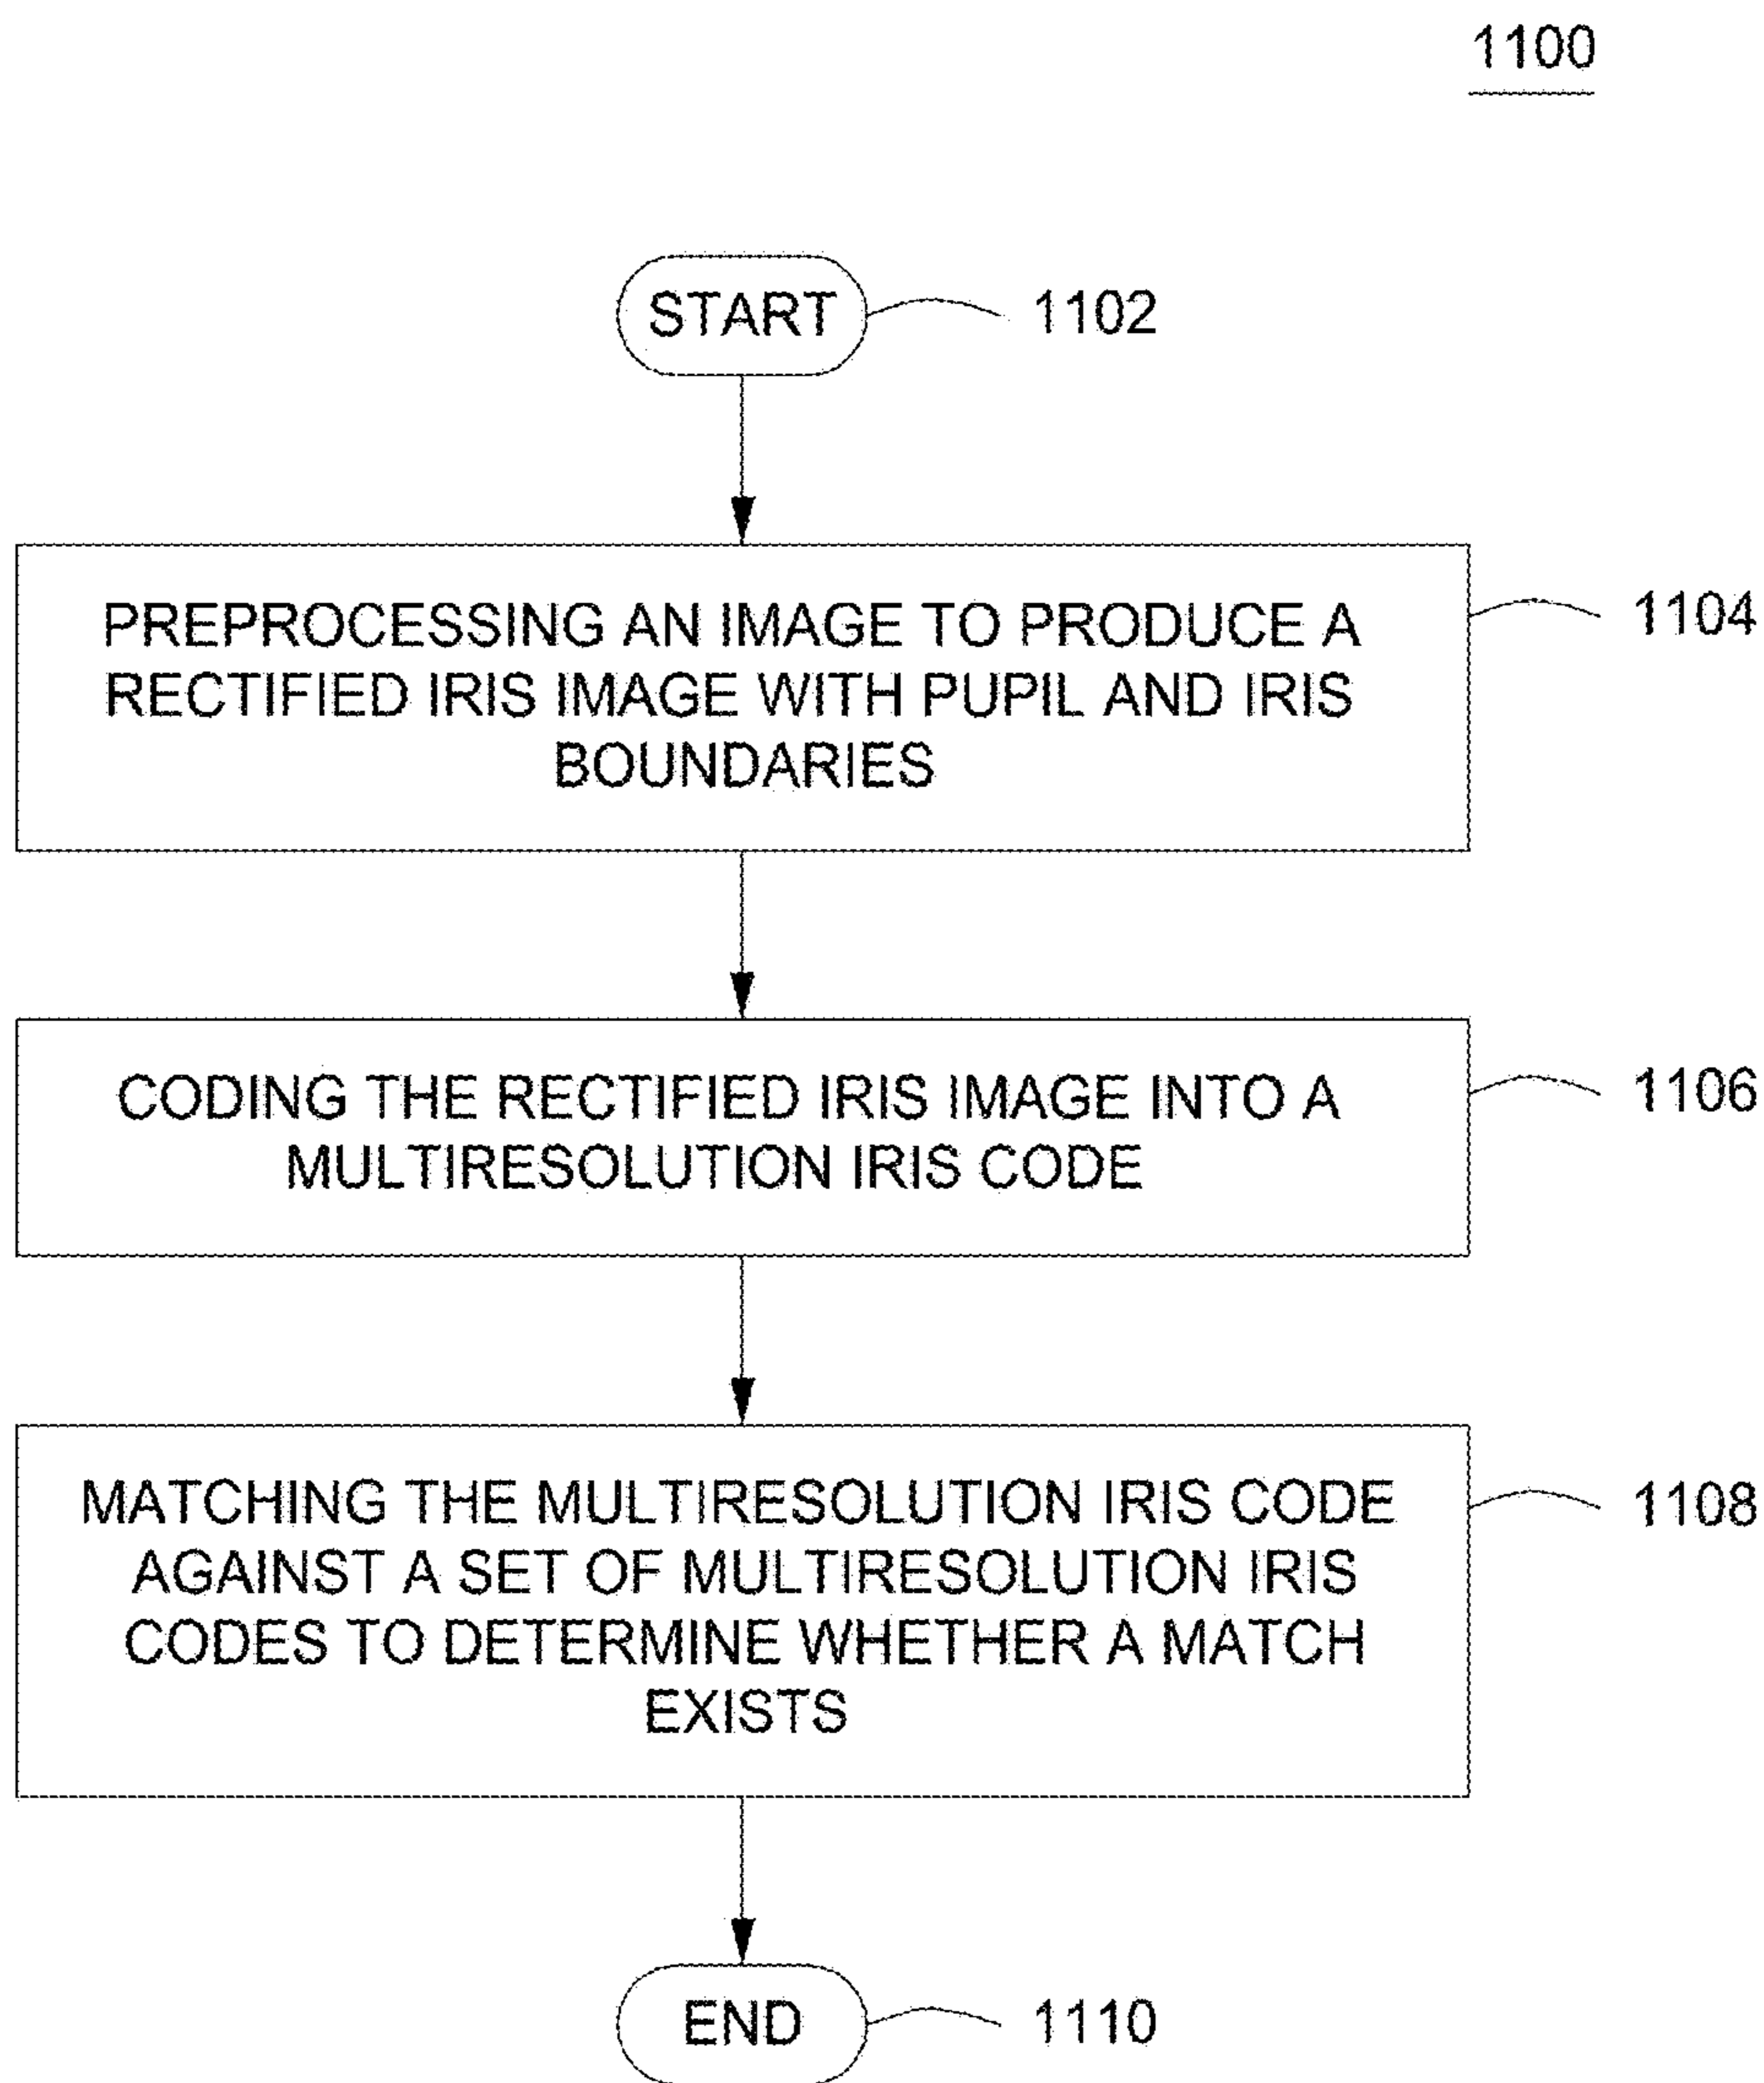 1100
START
1102
PREPROCESSING AN IMAGE TO PRODUCE A
RECTIFIED IRIS IMAGE WITH PUPIL AND IRIS
BOUNDARIES
1104
CODING THE RECTIFIED IRIS IMAGE INTO A
MULTIRESOLUTION IRIS CODE
1106
MATCHING THE MULTIRESOLUTION IRIS CODE
AGAINST A SET OF MULTIRESOLUTION IRIS
CODES TO DETERMINE WHETHER A MATCH
EXISTS
1108
END
1110